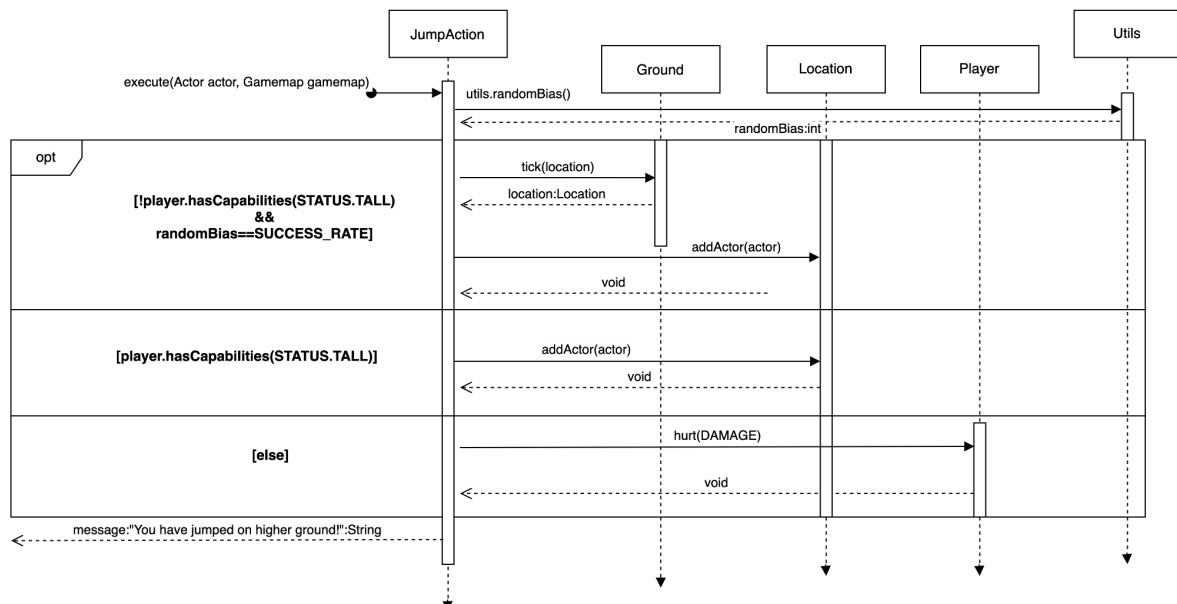 JumpAction
Utils
Ground
Location
Player
execute(Actor actor, Gamemap gamemap)
utils.randomBias()
randomBias:int
opt
tick(location)
[!player.hasCapabilities(STATUS.TALL)
&&
randomBias==SUCCESS_RATE]
location:Location
addActor(actor)
void
[player.hasCapabilities(STATUS.TALL)]
addActor(actor)
void
hurt(DAMAGE)
[else]
void
message:"You have jumped on higher ground!":String